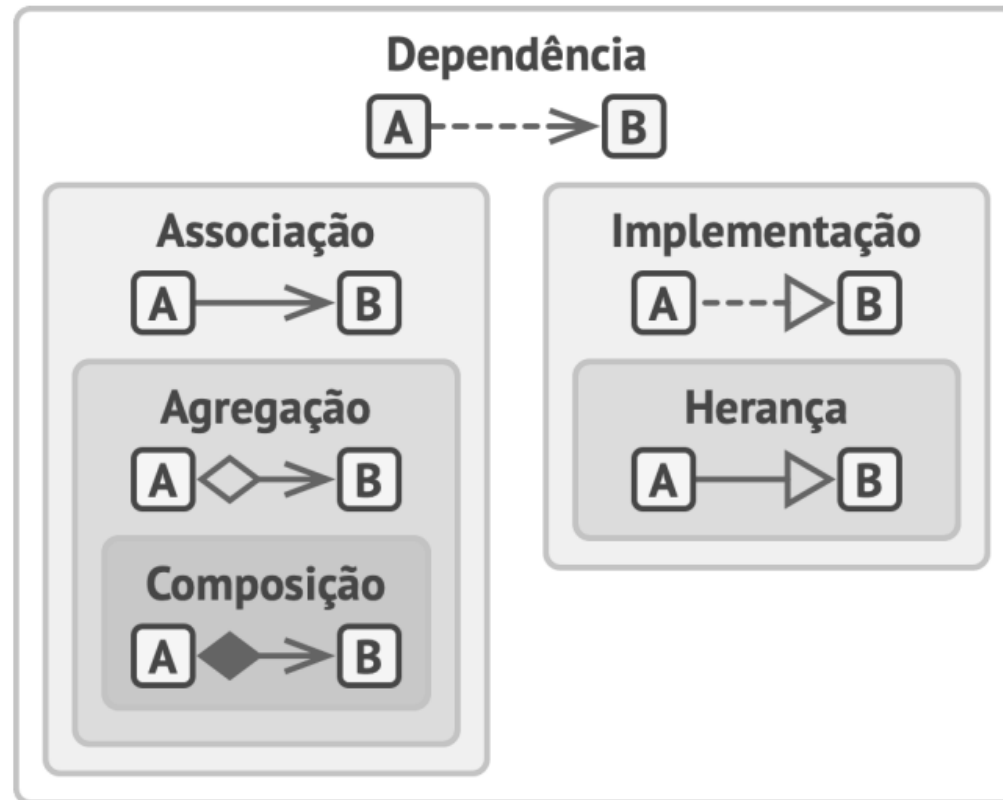 Dependência
A B
Associação
A B
Agregação
A B
Composição
A B
Implementação
A B
Herança
A B